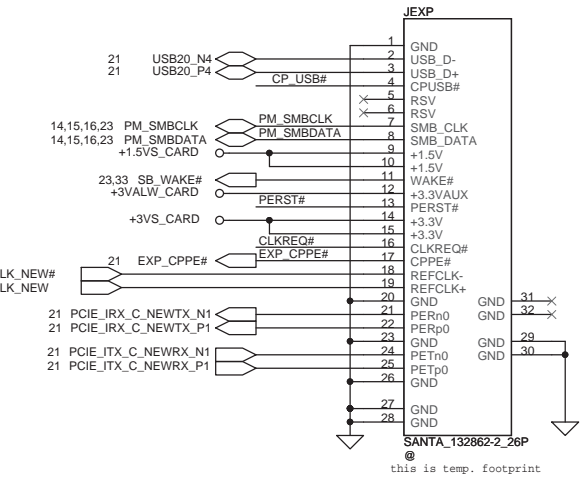 JEXP
1 GND
21 USB20_N4 2 USB_D-
21 USB20_P4 3 USB_D+
CP_USB# 4 CPUSB#
5 RSV
6 RSV
14,15,16,23 PM_SMBCLK PM_SMBCLK 7 SMB_CLK
14,15,16,23 PM_SMBDATA PM_SMBDATA 8 SMB_DATA
+1.5VS_CARD 9 +1.5V
10 +1.5V
23,33 SB_WAKE# 11 WAKE#
+3VALW_CARD 12 +3.3VAUX
PERST# 13 PERST#
+3VS_CARD 14 +3.3V
15 +3.3V
CLKREQ# 16 CLKREQ#
21 EXP_CPPE# EXP_CPPE# 17 CPPE#
LK_NEW# 18 REFCLK-
LK_NEW 19 REFCLK+
20 GND GND 31
21 PCIE_IRX_C_NEWTX_N1 21 PERn0 GND 32
21 PCIE_IRX_C_NEWTX_P1 22 PERp0
23 GND GND 29
21 PCIE_ITX_C_NEWRX_N1 24 PETn0 GND 30
21 PCIE_ITX_C_NEWRX_P1 25 PETp0
26 GND
27 GND
28 GND
SANTA_132862-2_26P
@
this is temp. footprint